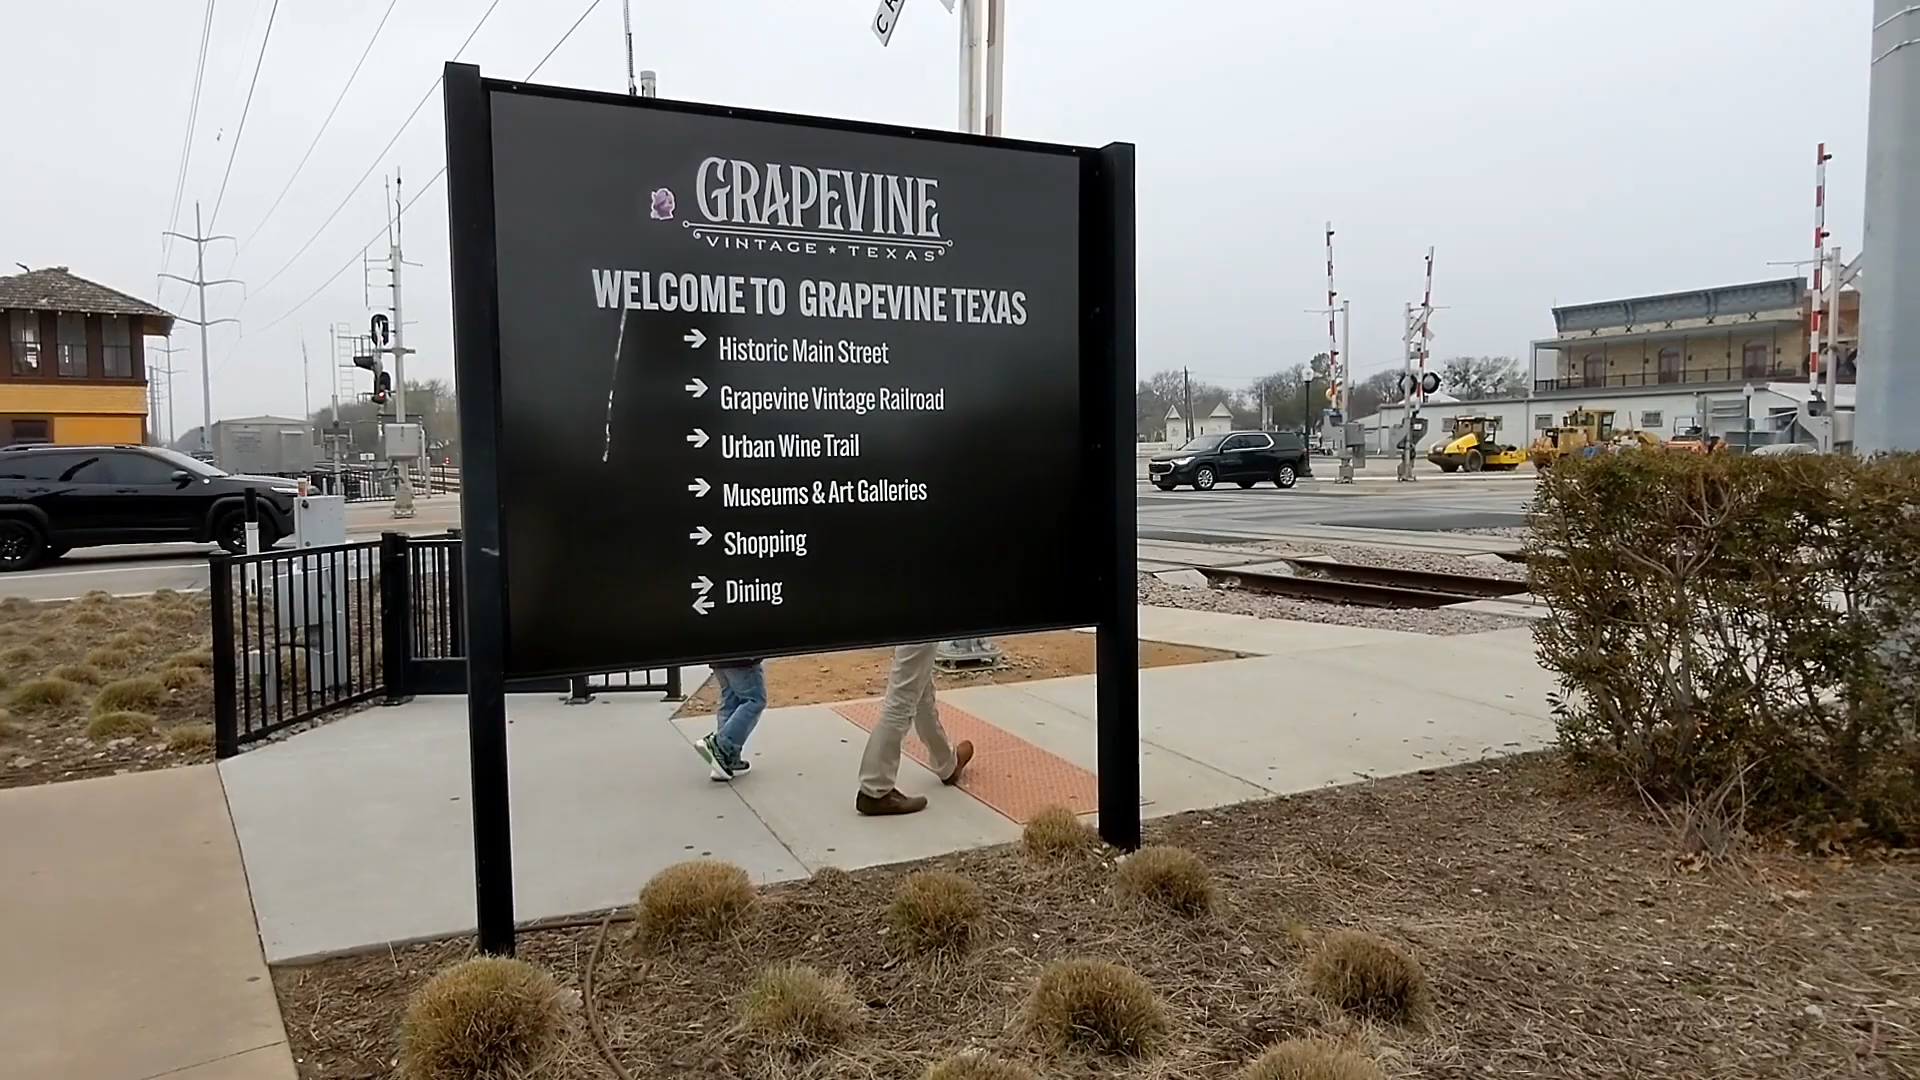 GRAPEVINE
VINTAGE ★ TEXAS
WELCOME TO GRAPEVINE TEXAS
→ Historic Main Street
→ Grapevine Vintage Railroad
→ Urban Wine Trail
→ Museums & Art Galleries
→ Shopping
→ ← Dining